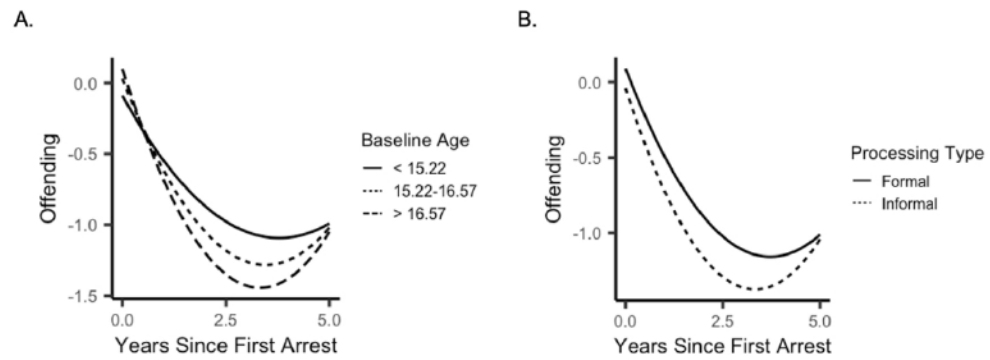 A.
0.0
-0.5
-1.0
-1.5
Offending
0.0
2.5
5.0
Years Since First Arrest
Baseline Age
< 15.22
15.22-16.57
> 16.57
B.
0.0
-0.5
-1.0
Offending
0.0
2.5
5.0
Years Since First Arrest
Processing Type
Formal
Informal